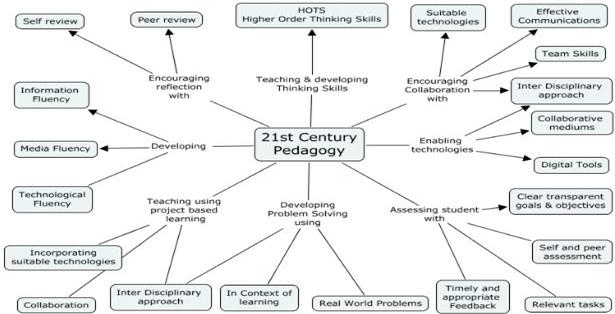 Self review
Peer review
HOTS
Higher Order Thinking Skills
Suitable
technologies
Effective
Communications
Team Skills
Encouraging
reflection
with
Teaching & developing
Thinking Skills
Encouraging
Collaboration
with
Inter Disciplinary
approach
Information
Fluency
Collaborative
mediums
Media Fluency
Developing
21st Century
Pedagogy
Enabling
technologies
Digital Tools
Technological
Fluency
Teaching using
project based
learning
Developing
Problem Solving
using
Assessing student
with
Clear transparent
goals & objectives
Incorporating
suitable technologies
Self and peer
assessment
Collaboration
Inter Disciplinary
approach
In Context of
learning
Real World Problems
Timely and
appropriate
Feedback
Relevant tasks